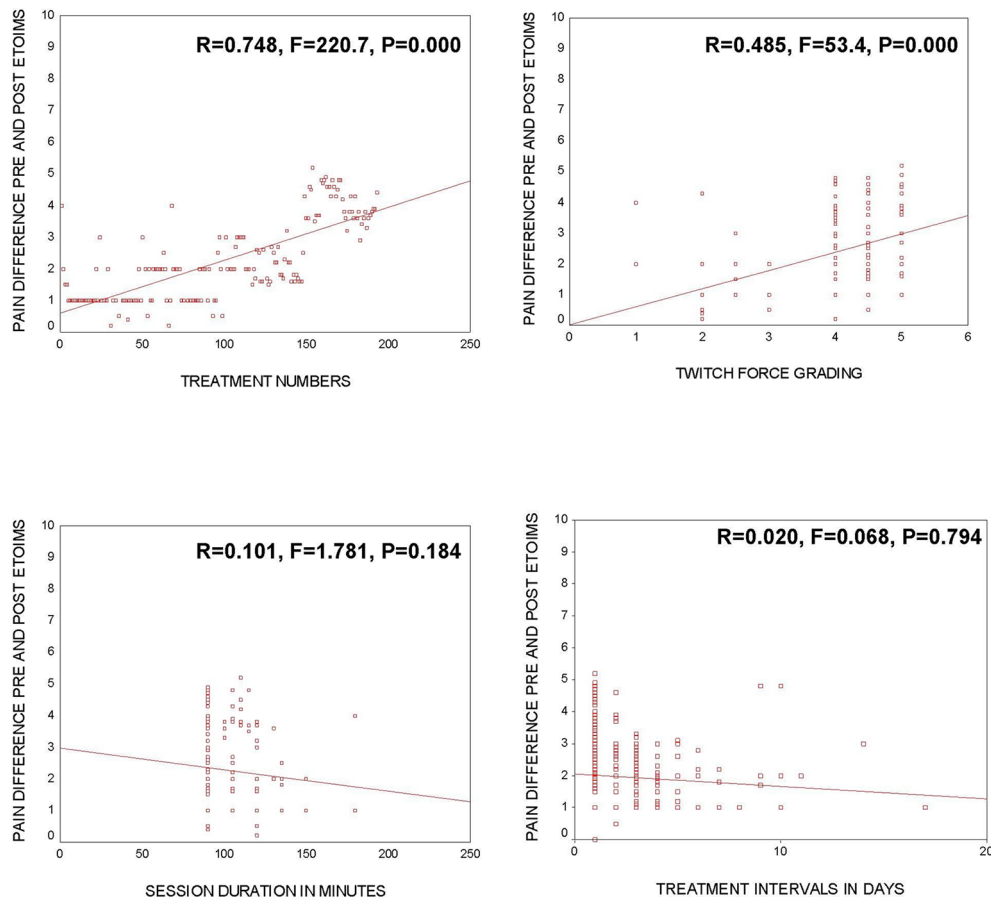 R=0.748, F=220.7, P=0.000
PAIN DIFFERENCE PRE AND POST ETOIMS
10
9
8
7
6
5
4
3
2
1
0
0 50 100 150 200 250
TREATMENT NUMBERS
R=0.485, F=53.4, P=0.000
PAIN DIFFERENCE PRE AND POST ETOIMS
10
9
8
7
6
5
4
3
2
1
0
0 1 2 3 4 5 6
TWITCH FORCE GRADING
R=0.101, F=1.781, P=0.184
PAIN DIFFERENCE PRE AND POST ETOIMS
10
9
8
7
6
5
4
3
2
1
0
0 50 100 150 200 250
SESSION DURATION IN MINUTES
R=0.020, F=0.068, P=0.794
PAIN DIFFERENCE PRE AND POST ETOIMS
10
9
8
7
6
5
4
3
2
1
0
0 10 20
TREATMENT INTERVALS IN DAYS